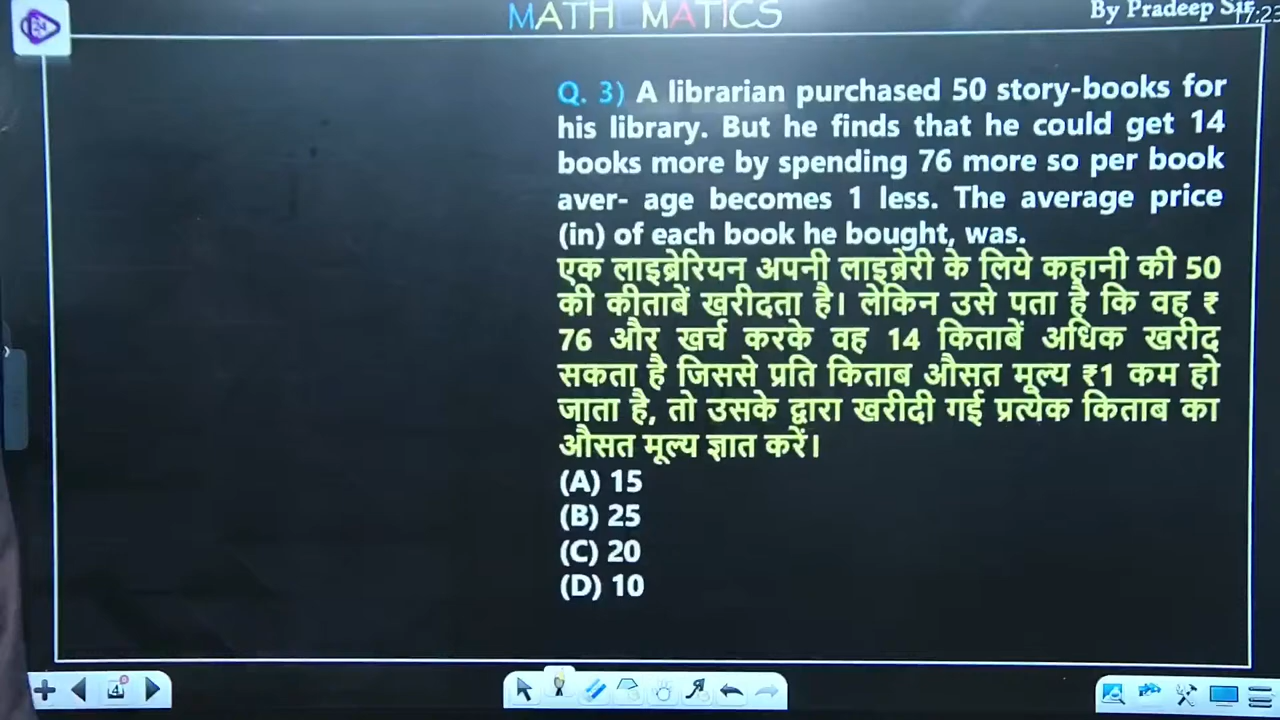 MATH MATICS
By Pradeep Sir
17:23
Q. 3) A librarian purchased 50 story-books for
his library. But he finds that he could get 14
books more by spending 76 more so per book
aver- age becomes 1 less. The average price
(in) of each book he bought, was.
एक लाइब्रेरियन अपनी लाइब्रेरी के लिये कहानी की 50
की कीताबें खरीदता है। लेकिन उसे पता है कि वह ₹
76 और खर्च करके वह 14 किताबें अधिक खरीद
सकता है जिससे प्रति किताब औसत मूल्य ₹1 कम हो
जाता है, तो उसके द्वारा खरीदी गई प्रत्येक किताब का
औसत मूल्य ज्ञात करें।
(A) 15
(B) 25
(C) 20
(D) 10